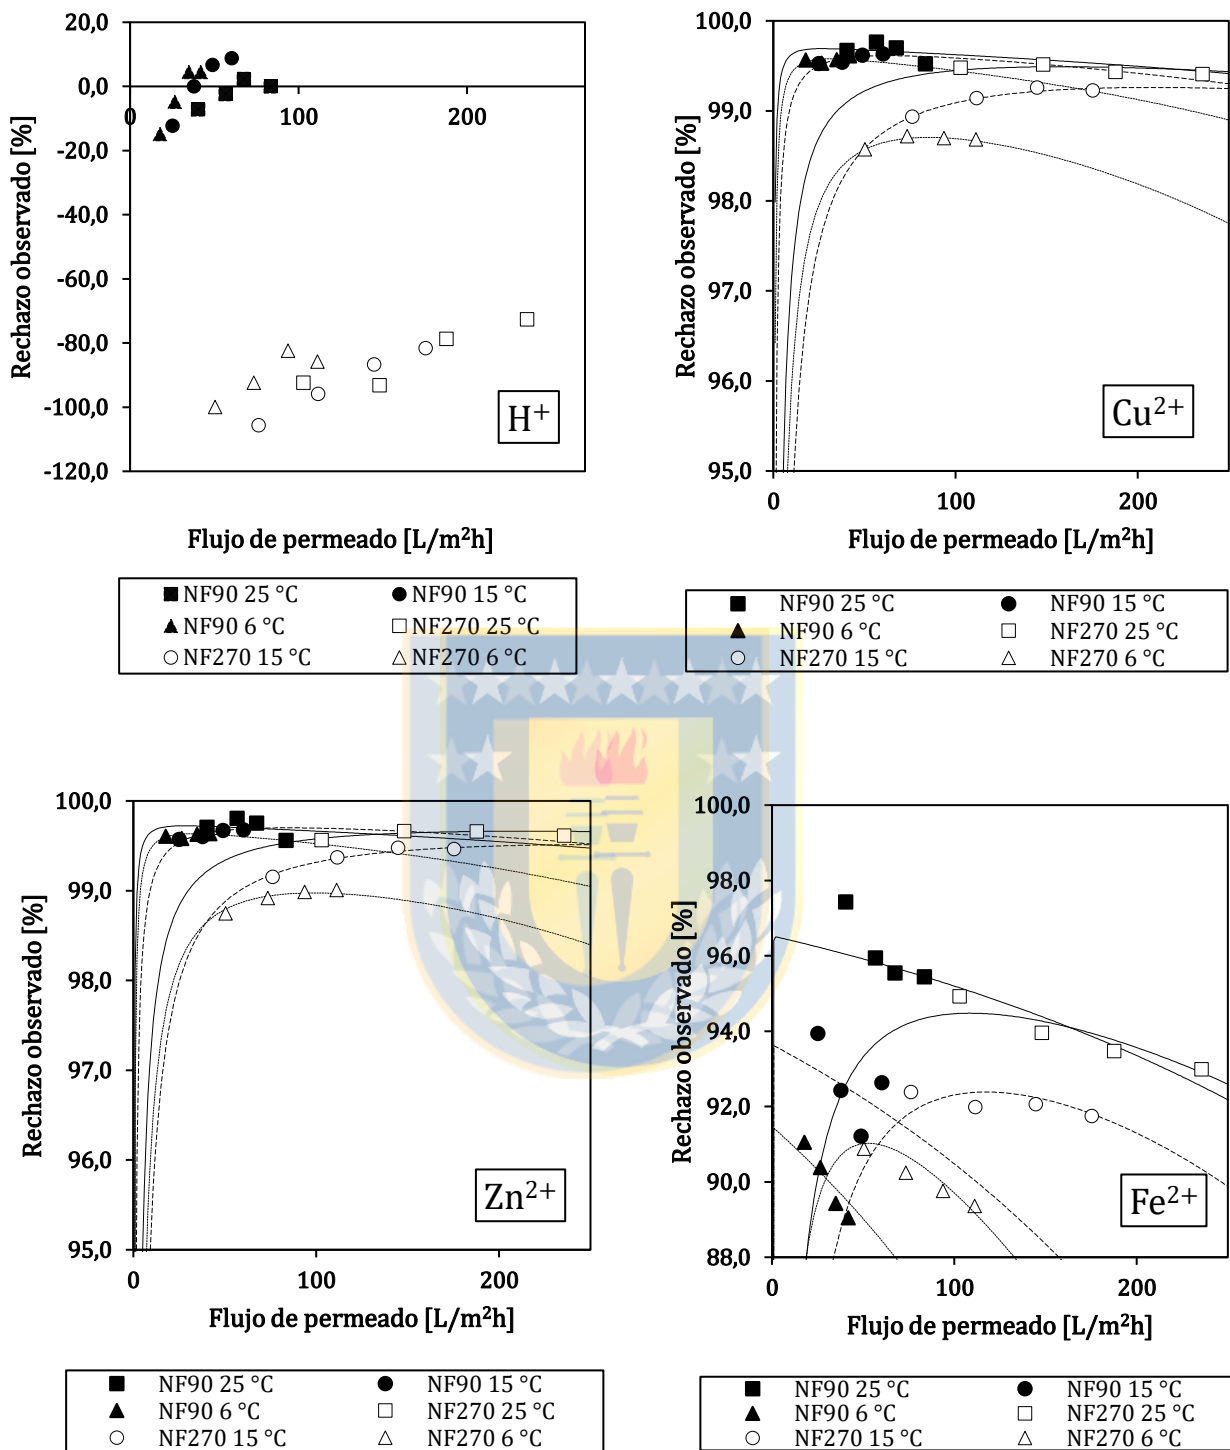 20,0
0,0
-20,0
-40,0
-60,0
-80,0
-100,0
-120,0
0
100
200
Rechazo observado [%]
H⁺
Flujo de permeado [L/m²h]
NF90 25 °C
NF90 15 °C
NF90 6 °C
NF270 25 °C
NF270 15 °C
NF270 6 °C
100,0
99,0
98,0
97,0
96,0
95,0
0
100
200
Rechazo observado [%]
Cu²⁺
Flujo de permeado [L/m²h]
NF90 25 °C
NF90 15 °C
NF90 6 °C
NF270 25 °C
NF270 15 °C
NF270 6 °C
100,0
99,0
98,0
97,0
96,0
95,0
0
100
200
Rechazo observado [%]
Zn²⁺
Flujo de permeado [L/m²h]
NF90 25 °C
NF90 15 °C
NF90 6 °C
NF270 25 °C
NF270 15 °C
NF270 6 °C
100,0
98,0
96,0
94,0
92,0
90,0
88,0
0
100
200
Rechazo observado [%]
Fe²⁺
Flujo de permeado [L/m²h]
NF90 25 °C
NF90 15 °C
NF90 6 °C
NF270 25 °C
NF270 15 °C
NF270 6 °C